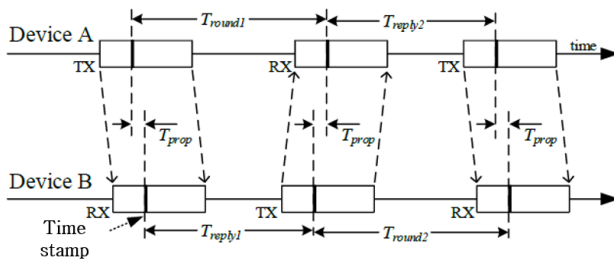 T_round1
T_reply2
Device A
time
TX
RX
TX
T_prop
T_prop
T_prop
Device B
RX
TX
RX
Time
stamp
T_reply1
T_round2